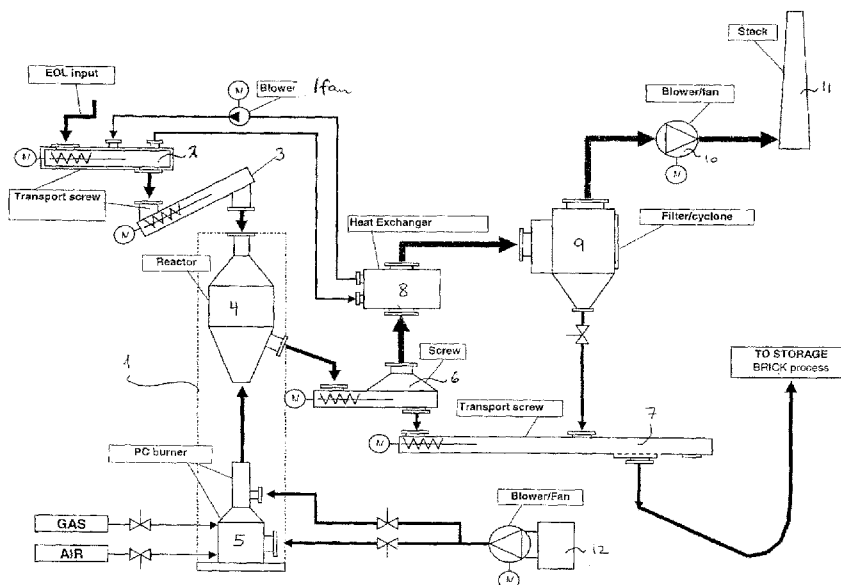 Stack
11
EOL input
M
Blower
1 fan
Blower/fan
10
M
M
2
3
Transport screw
M
Heat Exchanger
8
9
Filter/cyclone
Reactor
4
1
Screw
6
M
TO STORAGE
BRICK process
Transport screw
M
7
PC burner
5
GAS
AIR
Blower/Fan
12
M